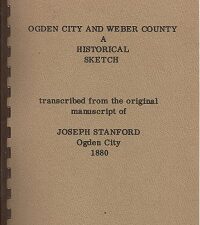 OGDEN CITY AND WEBER COUNTY
A
HISTORICAL
SKETCH
transcribed from the original
manuscript of
JOSEPH STANFORD
Ogden City
1880